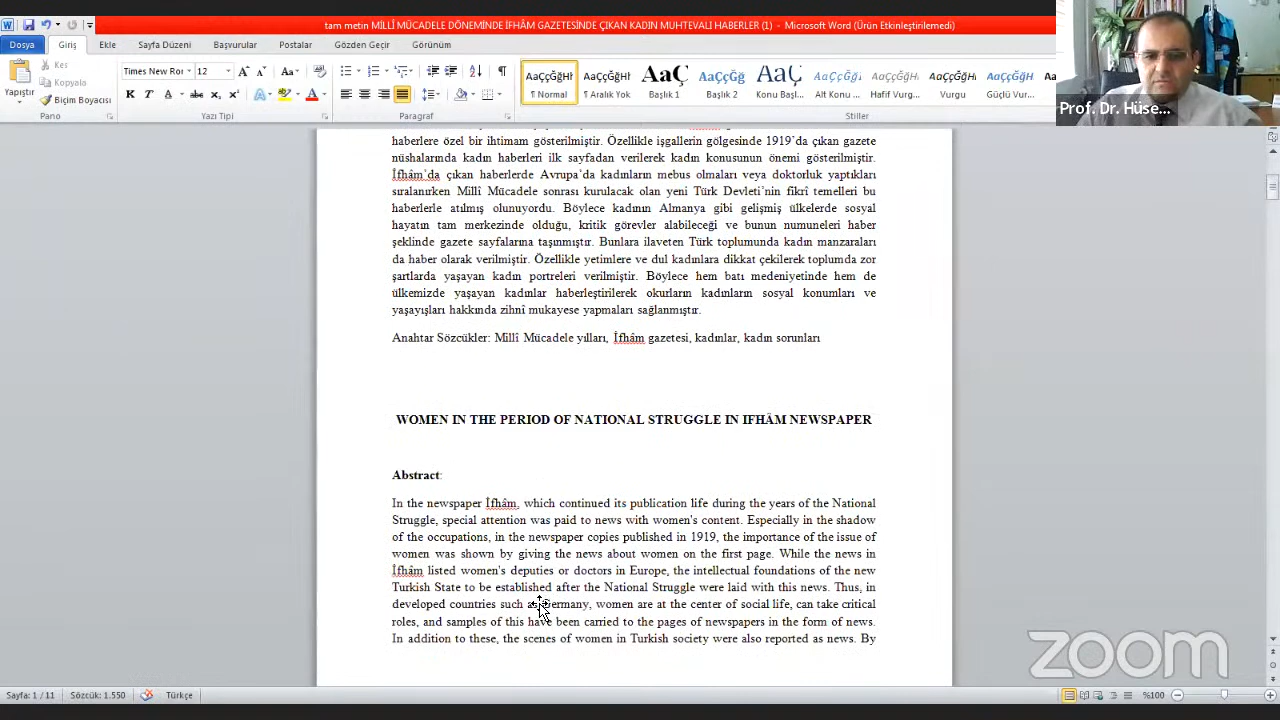 tam metin MİLLÎ MÜCADELE DÖNEMİNDE İFHÂM GAZETESİNDE ÇIKAN KADIN MUHTEVALI HABERLER (1) - Microsoft Word (Ürün Etkinleştirilemedi)
Dosya Giriş Ekle Sayfa Düzeni Başvurular Postalar Gözden Geçir Görünüm
Yapıştır
Kes
Kopyala
Biçim Boyacısı
Times New Ror 12
AaÇçĞğHl AaÇçĞğHl AaÇ AaÇçĞğ AaÇ AaÇçĞğH AaÇçĞğH AaÇçĞğH AaÇçĞğH
¶ Normal ¶ Aralık Yok Başlık 1 Başlık 2 Konu Başl... Alt Konu ... Hafif Vurg... Vurgu Güçlü Vur...
Pano Yazı Tipi Paragraf Stiller
Prof. Dr. Hüse...
haberlere özel bir ihtimam gösterilmiştir. Özellikle işgallerin gölgesinde 1919’da çıkan gazete
nüshalarında kadın haberleri ilk sayfadan verilerek kadın konusunun önemi gösterilmiştir.
İfhâm’da çıkan haberlerde Avrupa’da kadınların mebus olmaları veya doktorluk yaptıkları
sıralanırken Millî Mücadele sonrası kurulacak olan yeni Türk Devleti’nin fikrî temelleri bu
haberlerle atılmış olunuyordu. Böylece kadının Almanya gibi gelişmiş ülkelerde sosyal
hayatın tam merkezinde olduğu, kritik görevler alabileceği ve bunun numuneleri haber
şeklinde gazete sayfalarına taşınmıştır. Bunlara ilaveten Türk toplumunda kadın manzaraları
da haber olarak verilmiştir. Özellikle yetimlere ve dul kadınlara dikkat çekilerek toplumda zor
şartlarda yaşayan kadın portreleri verilmiştir. Böylece hem batı medeniyetinde hem de
ülkemizde yaşayan kadınlar haberleştirilerek okurların kadınların sosyal konumları ve
yaşayışları hakkında zihnî mukayese yapmaları sağlanmıştır.
Anahtar Sözcükler: Millî Mücadele yılları, İfhâm gazetesi, kadınlar, kadın sorunları
WOMEN IN THE PERIOD OF NATIONAL STRUGGLE IN IFHÂM NEWSPAPER
Abstract:
In the newspaper İfhâm, which continued its publication life during the years of the National
Struggle, special attention was paid to news with women's content. Especially in the shadow
of the occupations, in the newspaper copies published in 1919, the importance of the issue of
women was shown by giving the news about women on the first page. While the news in
İfhâm listed women's deputies or doctors in Europe, the intellectual foundations of the new
Turkish State to be established after the National Struggle were laid with this news. Thus, in
developed countries such as Germany, women are at the center of social life, can take critical
roles, and samples of this have been carried to the pages of newspapers in the form of news.
In addition to these, the scenes of women in Turkish society were also reported as news. By
zoom
Sayfa: 1 / 11 Sözcük: 1.550 Türkçe %100